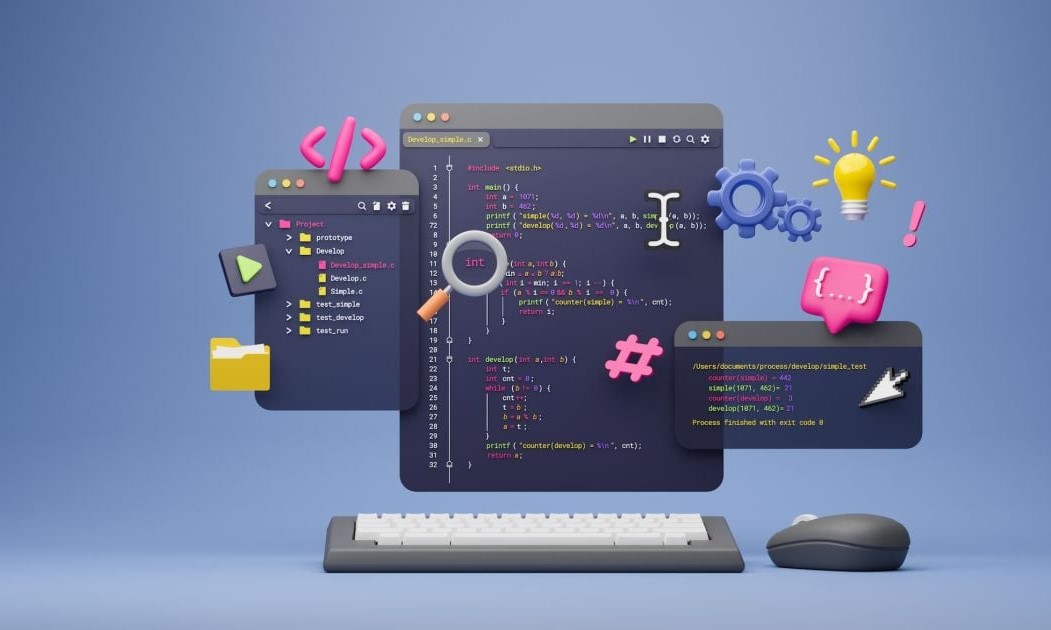 </>
<
Project
> prototype
Develop
Develop_simple.c
Develop.c
Simple.c
> test_simple
> test_develop
> test_run
Develop_simple.c ×
1 #include <stdio.h>
2
3 int main() {
4 int a = 1071;
5 int b = 462;
6 printf("simple(%d, %d) = %d\n", a, b, (a, b));
72 printf("develop(%d,%d) = %d\n", a, b, (a, b));
8 return 0;
9
10
11 int (int a,int b) {
12 a < b ? a:b;
13 int i = min; i >= 1; i --) {
if (a % i == 0 && b % i == 0) {
printf("counter(simple) = %\n", cnt);
return i;
17 }
18 }
19 }
20
21 int develop(int a,int b) {
22 int t;
23 int cnt = 0;
24 while (b != 0) {
25 cnt++;
26 t = b;
27 b = a % b;
28 a = t;
29 }
30 printf("counter(develop) = %\n", cnt);
31 return a;
32 }
#
{...}
!
/Users/documents/process/develop/simple_test
counter(simple) = 442
simple(1071, 462)= 21
counter(develop) = 3
develop(1071, 462)= 21
Process finished with exit code 0